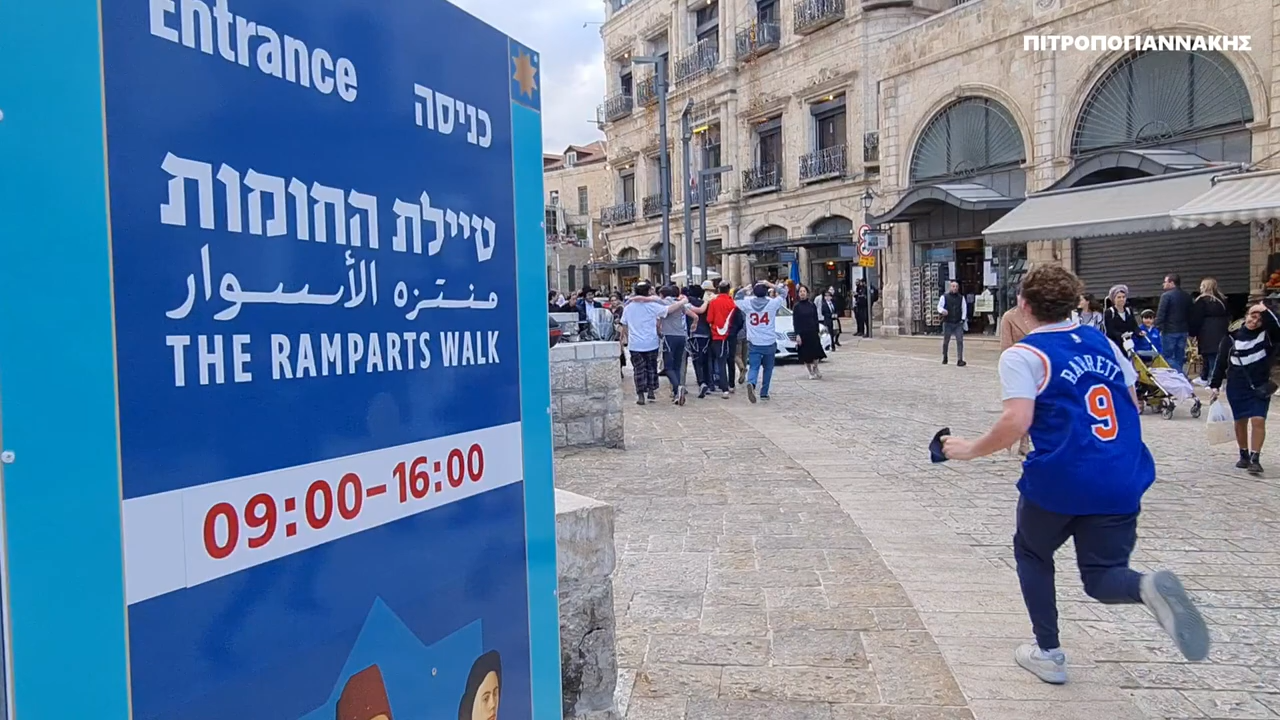 ΠΙΤΡΟΠΟΓΙΑΝΝΑΚΗΣ
Entrance
כניסה
טיילת החומות
منتزه الأسوار
THE RAMPARTS WALK
09:00-16:00
34
BARRETT
9